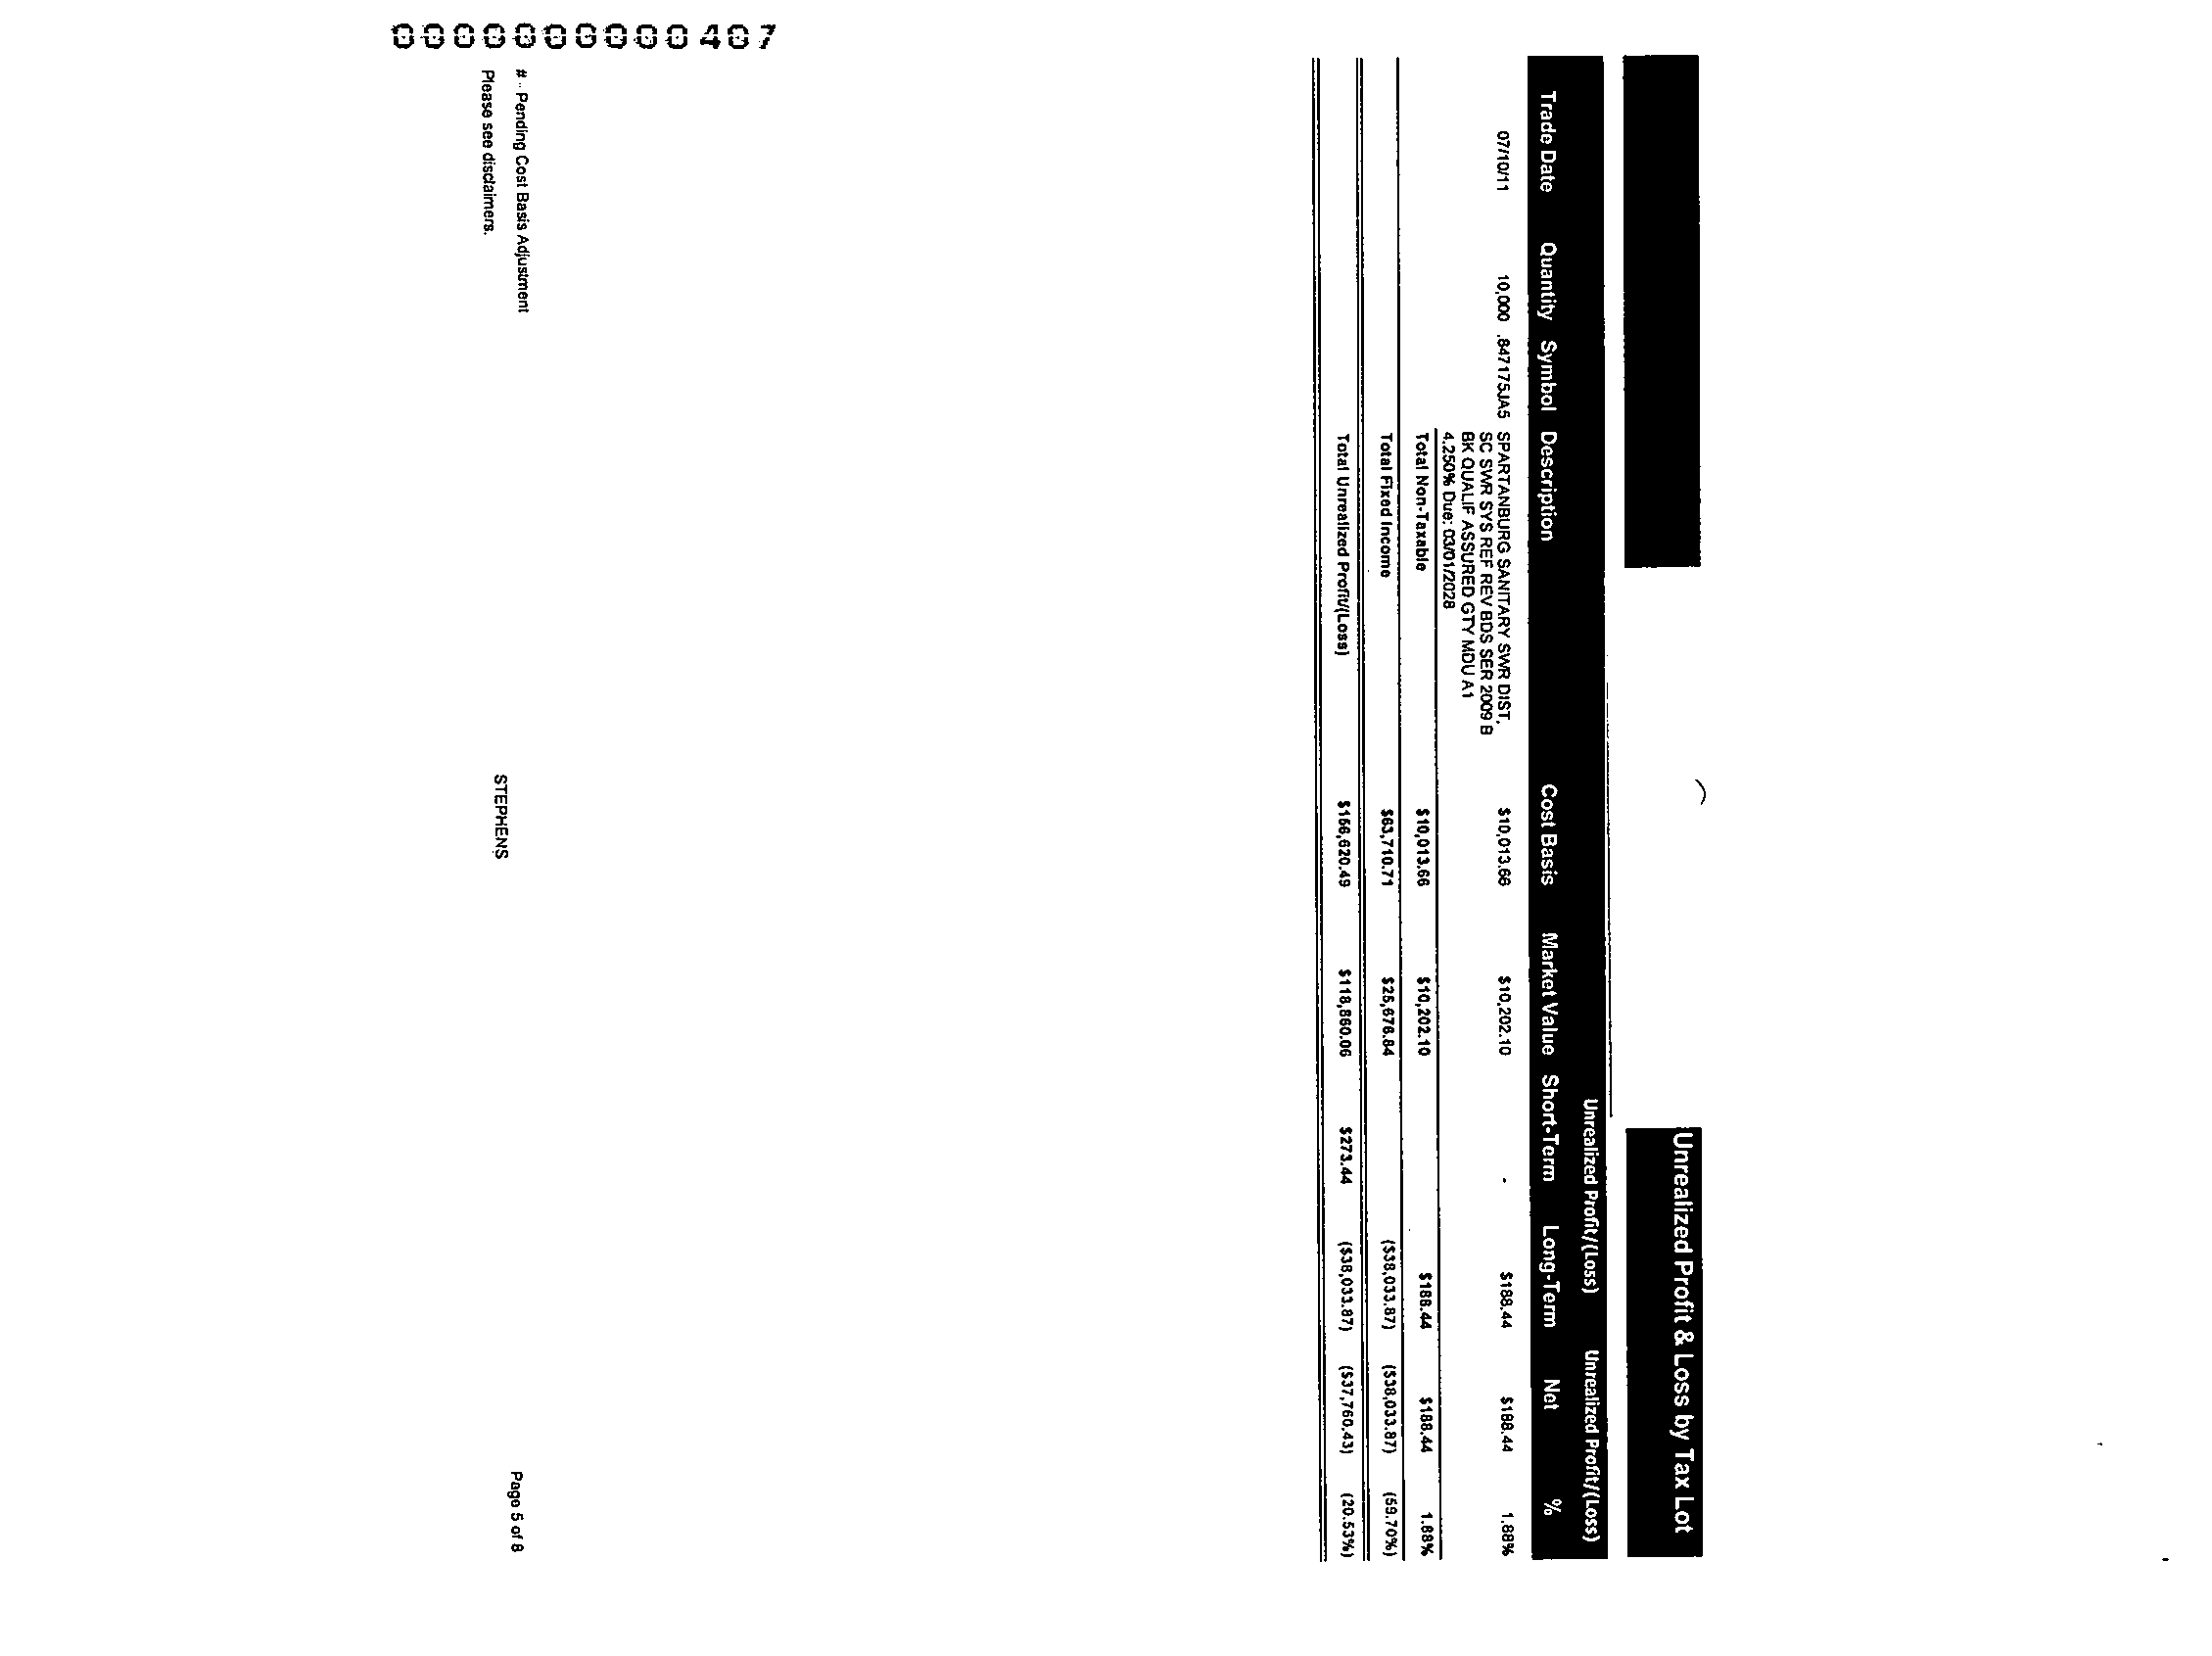 Unrealized Profit & Loss by Tax Lot
Unrealized Profit/(Loss) Unrealized Profit/(Loss)
Trade Date Quantity Symbol Description Cost Basis Market Value Short-Term Long-Term Net %
07/10/11 10,000 .847175JA5 SPARTANBURG SANITARY SWR DIST, $10,013.66 $10,202.10 - $188.44 $188.44 1.88%
SC SWR SYS REF REV BDS SER 2009 B
BK QUALIF ASSURED GTY MDU A1
4.250% Due: 03/01/2028
Total Non-Taxable $10,013.66 $10,202.10 $188.44 $188.44 1.88%
Total Fixed Income $63,710.71 $25,676.84 ($38,033.87) ($38,033.87) (59.70%)
Total Unrealized Profit/(Loss) $156,620.49 $118,860.06 $273.44 ($38,033.87) ($37,760.43) (20.53%)
# - Pending Cost Basis Adjustment
Please see disclaimers.
STEPHENS
Page 5 of 8
0000000000407